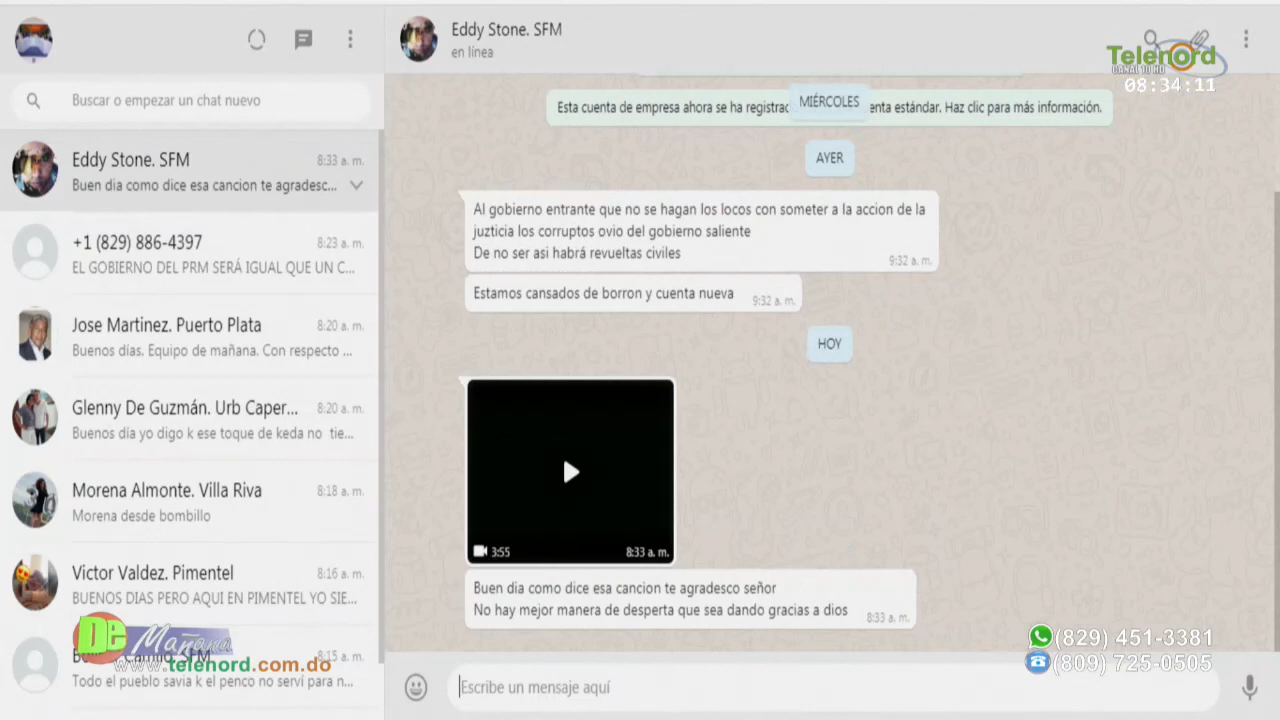 Buscar o empezar un chat nuevo
Eddy Stone. SFM
8:33 a. m.
Buen dia como dice esa cancion te agradesc...
+1 (829) 886-4397
8:23 a. m.
EL GOBIERNO DEL PRM SERÁ IGUAL QUE UN C...
Jose Martinez. Puerto Plata
8:20 a. m.
Buenos días. Equipo de mañana. Con respecto ...
Glenny De Guzmán. Urb Caper...
8:20 a. m.
Buenos día yo digo k ese toque de keda no tie...
Morena Almonte. Villa Riva
8:18 a. m.
Morena desde bombillo
Victor Valdez. Pimentel
8:16 a. m.
BUENOS DIAS PERO AQUI EN PIMENTEL YO SIE...
8:15 a. m.
Todo el pueblo savia k el penco no serví para n...
De Mañana
www.telenord.com.do
Eddy Stone. SFM
en línea
Telenord
CANAL 10 HD
08:34:11
Esta cuenta de empresa ahora se ha registrad
MIÉRCOLES
enta estándar. Haz clic para más información.
AYER
Al gobierno entrante que no se hagan los locos con someter a la accion de la
juzticia los corruptos ovio del gobierno saliente
De no ser asi habrá revueltas civiles
9:32 a. m.
Estamos cansados de borron y cuenta nueva
9:32 a. m.
HOY
3:55
8:33 a. m.
Buen dia como dice esa cancion te agradesco señor
No hay mejor manera de desperta que sea dando gracias a dios
8:33 a. m.
(829) 451-3381
(809) 725-0505
Escribe un mensaje aquí